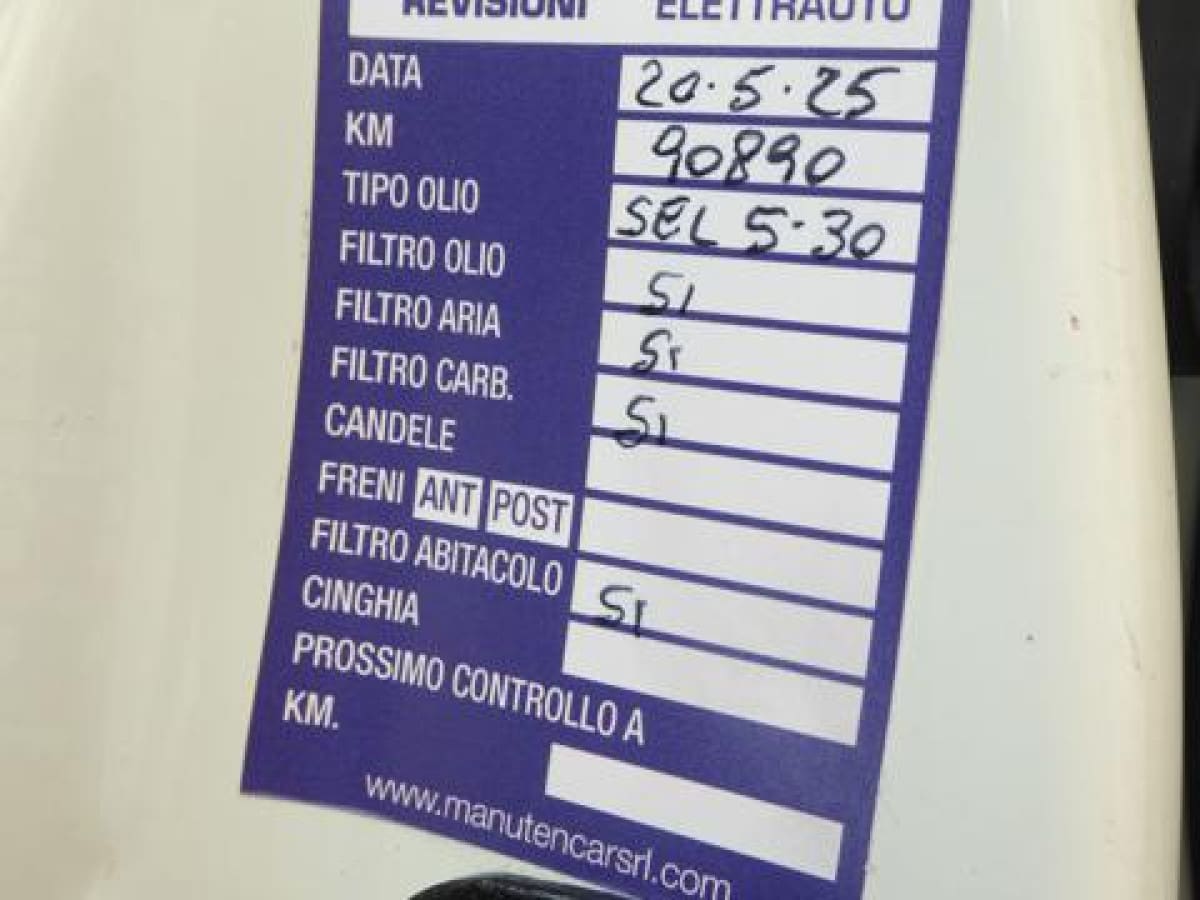 REVISIONI ELETTRAUTO
DATA 20.5.25
KM 90890
TIPO OLIO SEL 5-30
FILTRO OLIO SI
FILTRO ARIA SI
FILTRO CARB. SI
CANDELE
FRENI ANT POST
FILTRO ABITACOLO SI
CINGHIA
PROSSIMO CONTROLLO A
KM.
www.manutencarsrl.com